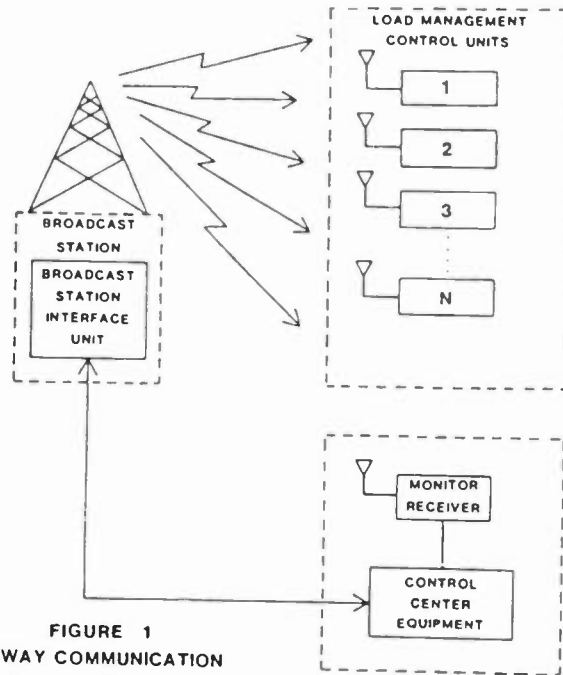 LOAD MANAGEMENT
CONTROL UNITS
1
2
3
N
BROADCAST
STATION
BROADCAST
STATION
INTERFACE
UNIT
MONITOR
RECEIVER
CONTROL
CENTER
EQUIPMENT
FIGURE 1
WAY COMMUNICATION